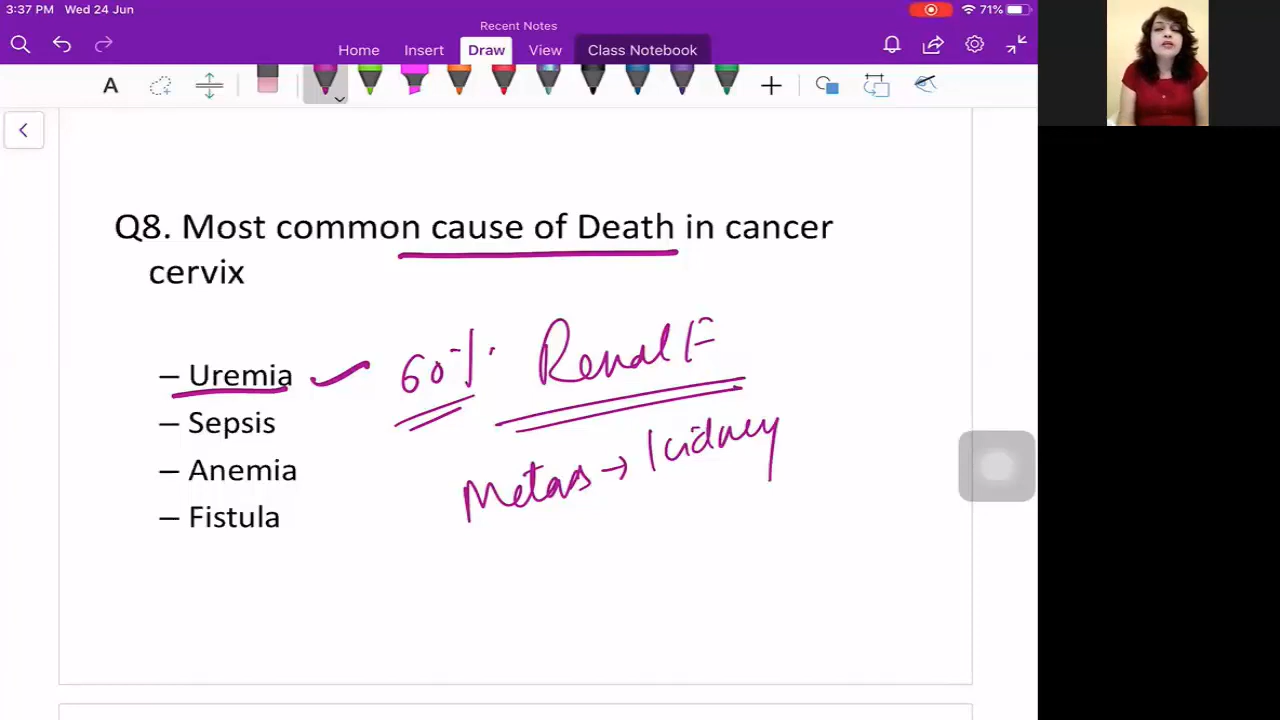 3:37 PM Wed 24 Jun
71%
Recent Notes
Home Insert Draw View Class Notebook
A
Q8. Most common cause of Death in cancer
cervix
– Uremia 60% Renal F
– Sepsis
– Anemia
– Fistula
Metas → Kidney